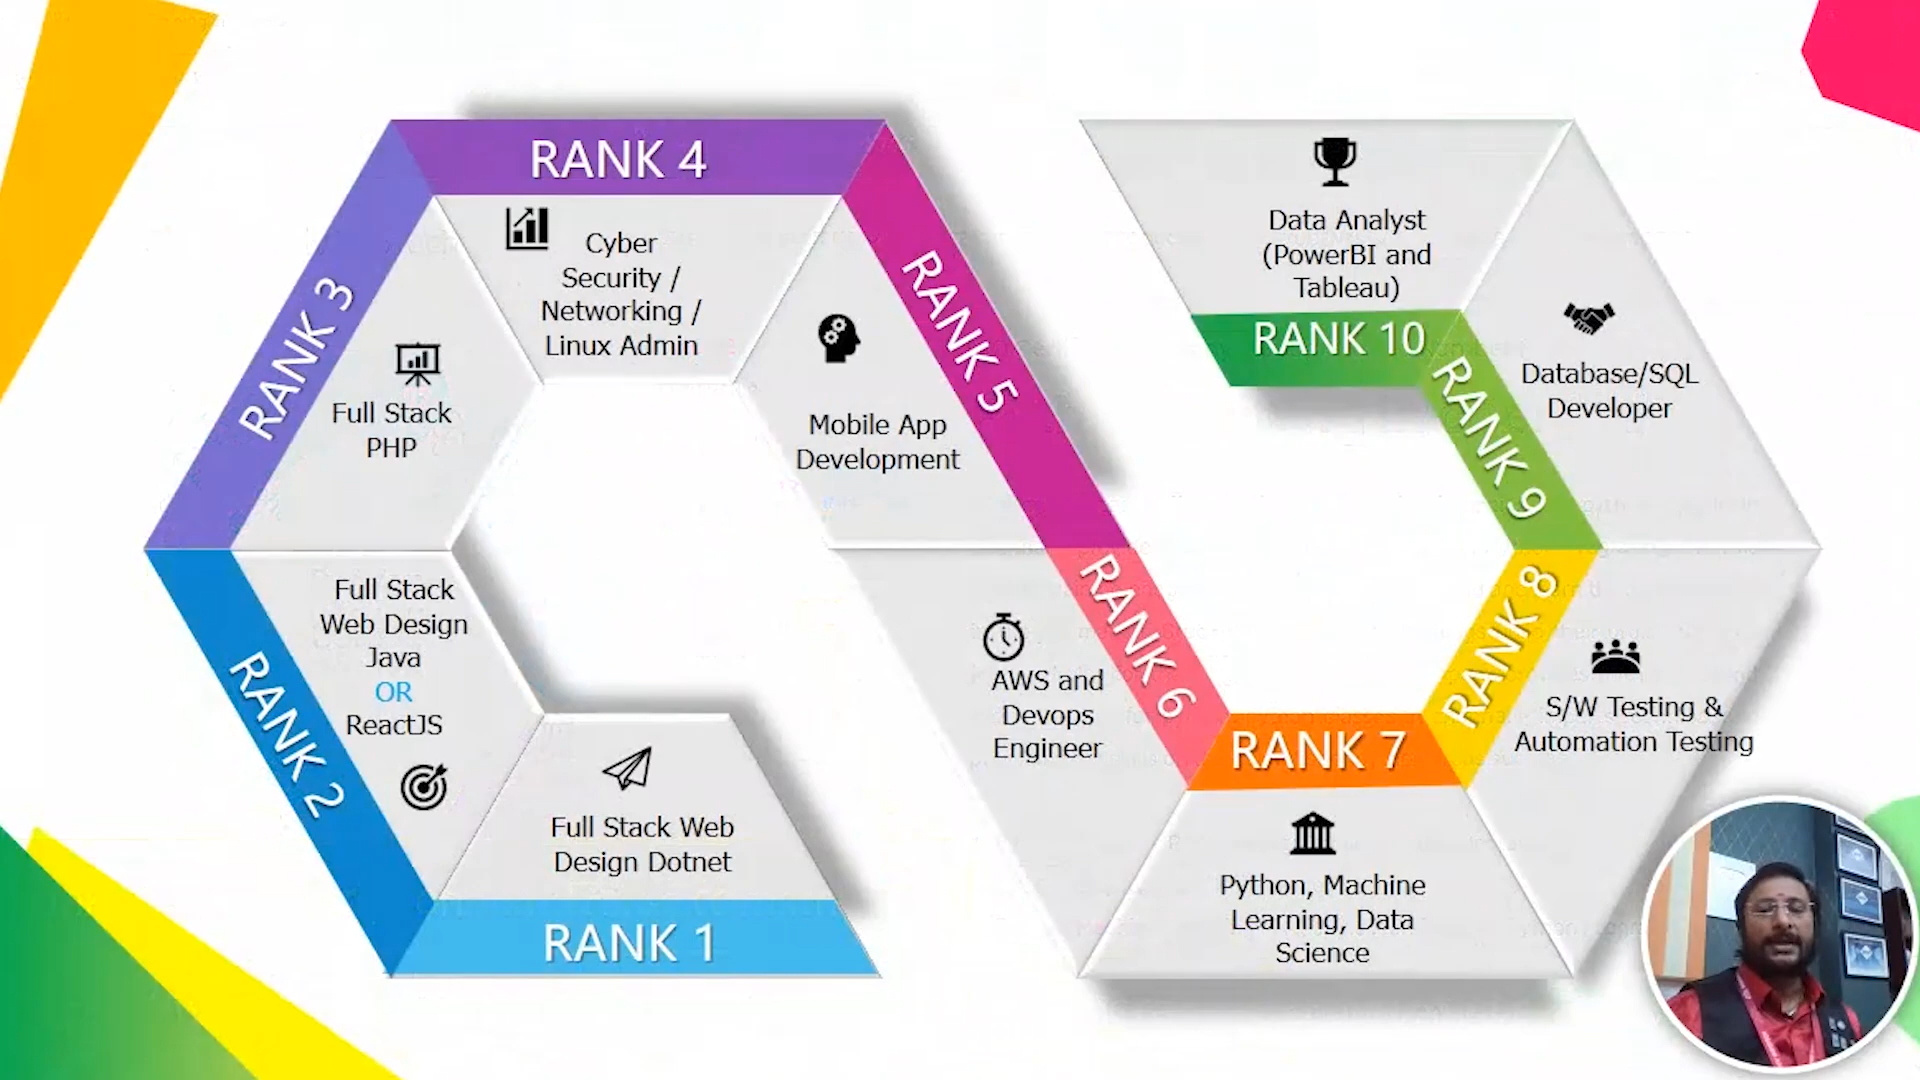 RANK 1
Full Stack Web
Design Dotnet
RANK 2
Full Stack
Web Design
Java
OR
ReactJS
RANK 3
Full Stack
PHP
RANK 4
Cyber
Security /
Networking /
Linux Admin
RANK 5
Mobile App
Development
RANK 6
AWS and
Devops
Engineer
RANK 7
Python, Machine
Learning, Data
Science
RANK 8
S/W Testing &
Automation Testing
RANK 9
Database/SQL
Developer
RANK 10
Data Analyst
(PowerBI and
Tableau)